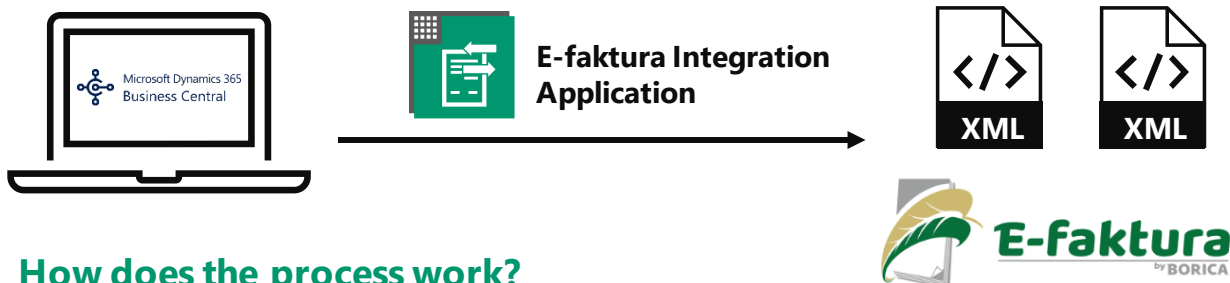 Microsoft Dynamics 365
Business Central
E-faktura Integration
Application
</>
</>
XML
XML
E-Faktura
by BORICA
How does the process work?